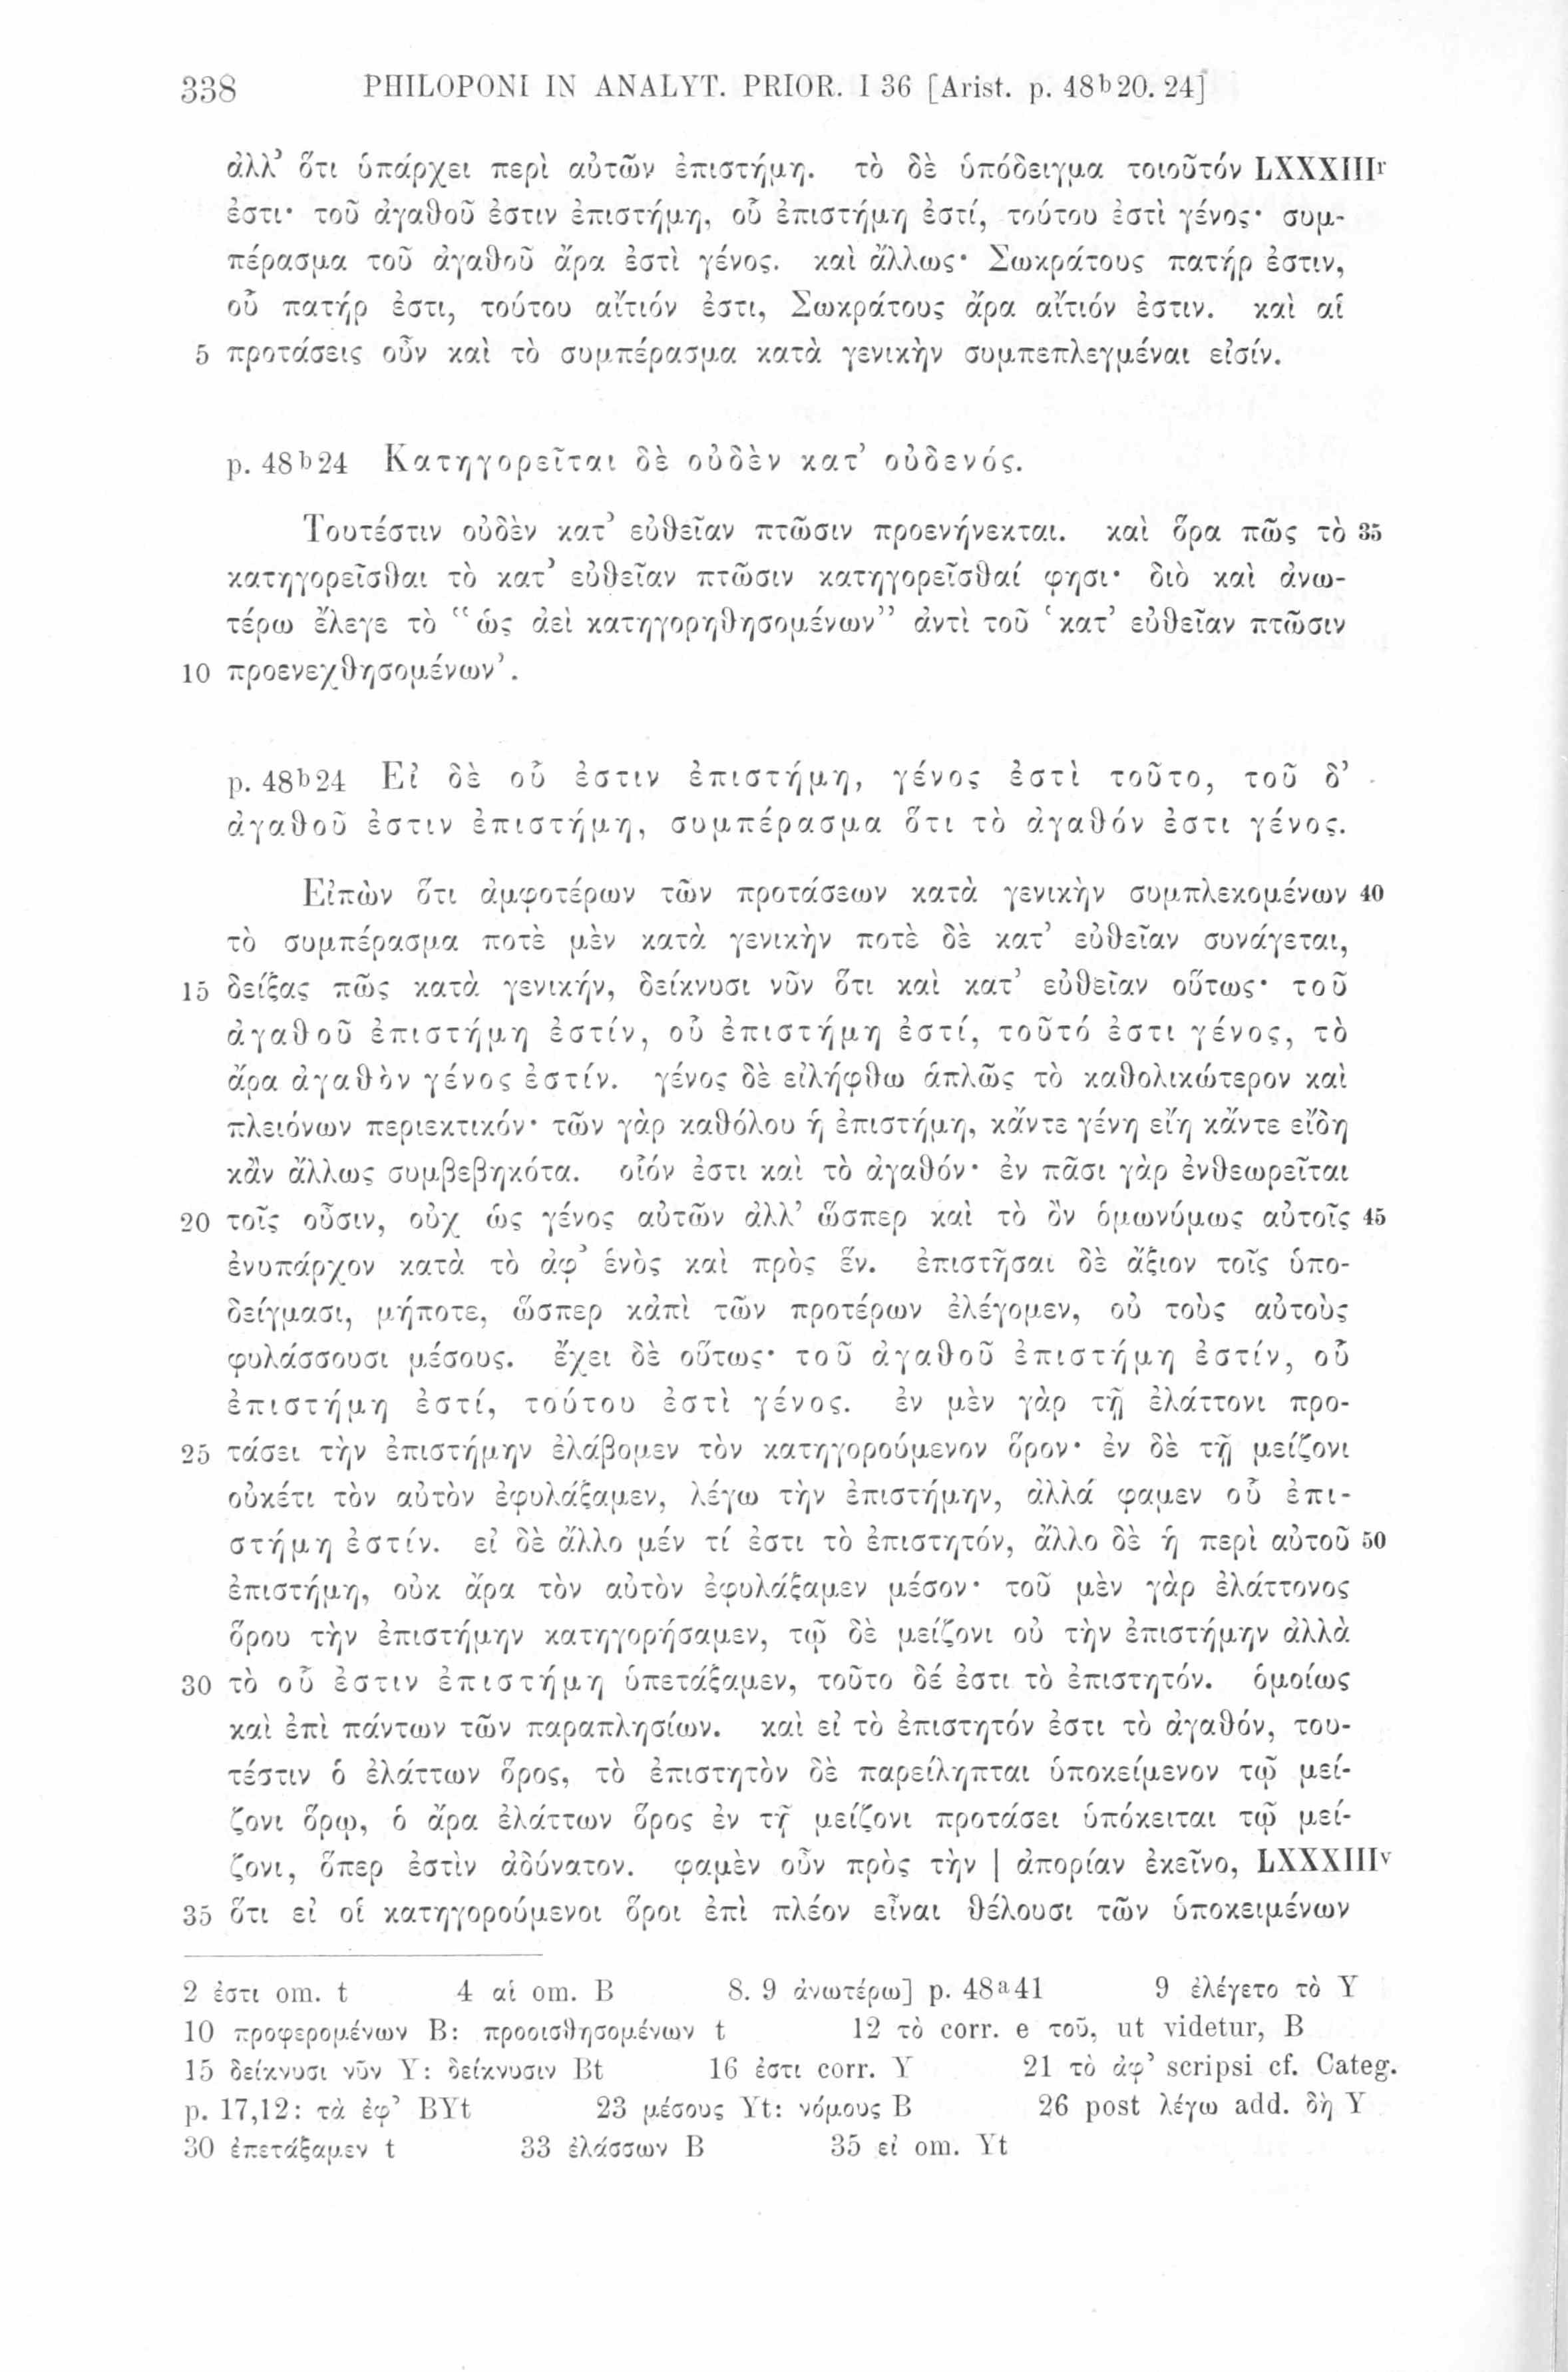 338 PHILOPONI IN ANALYT. PRIOR. I 36 [Arist. p. 48ᵇ20. 24]
ἀλλ’ ὅτι ὑπάρχει περὶ αὐτῶν ἐπιστήμη. τὸ δὲ ὑπόδειγμα τοιοῦτόν LXXXIIIʳ
ἐστι· τοῦ ἀγαθοῦ ἐστιν ἐπιστήμη, οὗ ἐπιστήμη ἐστί, τούτου ἐστὶ γένος· συμ-
πέρασμα τοῦ ἀγαθοῦ ἄρα ἐστὶ γένος. καὶ ἄλλως· Σωκράτους πατήρ ἐστιν,
οὗ πατήρ ἐστι, τούτου αἴτιόν ἐστι, Σωκράτους ἄρα αἴτιόν ἐστιν. καὶ αἱ
5 προτάσεις οὖν καὶ τὸ συμπέρασμα κατὰ γενικὴν συμπεπλεγμέναι εἰσίν.
p. 48ᵇ24 Κατηγορεῖται δὲ οὐδὲν κατ’ οὐδενός.
Τουτέστιν οὐδὲν κατ’ εὐθεῖαν πτῶσιν προενήνεκται. καὶ ὅρα πῶς τὸ 35
κατηγορεῖσθαι τὸ κατ’ εὐθεῖαν πτῶσιν κατηγορεῖσθαί φησι· διὸ καὶ ἀνω-
τέρω ἔλεγε τὸ “ὡς ἀεὶ κατηγορηθησομένων” ἀντὶ τοῦ ‘κατ’ εὐθεῖαν πτῶσιν
10 προενεχθησομένων’.
p. 48ᵇ24 Εἰ δὲ οὗ ἐστιν ἐπιστήμη, γένος ἐστὶ τοῦτο, τοῦ δ’
ἀγαθοῦ ἐστιν ἐπιστήμη, συμπέρασμα ὅτι τὸ ἀγαθόν ἐστι γένος.
Εἰπὼν ὅτι ἀμφοτέρων τῶν προτάσεων κατὰ γενικὴν συμπλεκομένων 40
τὸ συμπέρασμα ποτὲ μὲν κατὰ γενικὴν ποτὲ δὲ κατ’ εὐθεῖαν συνάγεται,
15 δείξας πῶς κατὰ γενικήν, δείκνυσι νῦν ὅτι καὶ κατ’ εὐθεῖαν οὕτως· τοῦ
ἀγαθοῦ ἐπιστήμη ἐστίν, οὗ ἐπιστήμη ἐστί, τοῦτό ἐστι γένος, τὸ
ἄρα ἀγαθὸν γένος ἐστίν. γένος δὲ εἰλήφθω ἁπλῶς τὸ καθολικώτερον καὶ
πλειόνων περιεκτικόν· τῶν γὰρ καθόλου ἡ ἐπιστήμη, κἄντε γένη εἴη κἄντε εἴδη
κἂν ἄλλως συμβεβηκότα. οἷόν ἐστι καὶ τὸ ἀγαθόν· ἐν πᾶσι γὰρ ἐνθεωρεῖται
20 τοῖς οὖσιν, οὐχ ὡς γένος αὐτῶν ἀλλ’ ὥσπερ καὶ τὸ ὂν ὁμωνύμως αὐτοῖς 45
ἐνυπάρχον κατὰ τὸ ἀφ’ ἑνὸς καὶ πρὸς ἕν. ἐπιστῆσαι δὲ ἄξιον τοῖς ὑπο-
δείγμασι, μήποτε, ὥσπερ κἀπὶ τῶν προτέρων ἐλέγομεν, οὐ τοὺς αὐτοὺς
φυλάσσουσι μέσους. ἔχει δὲ οὕτως· τοῦ ἀγαθοῦ ἐπιστήμη ἐστίν, οὗ
ἐπιστήμη ἐστί, τούτου ἐστὶ γένος. ἐν μὲν γὰρ τῇ ἐλάττονι προ-
25 τάσει τὴν ἐπιστήμην ἐλάβομεν τὸν κατηγορούμενον ὅρον· ἐν δὲ τῇ μείζονι
οὐκέτι τὸν αὐτὸν ἐφυλάξαμεν, λέγω τὴν ἐπιστήμην, ἀλλά φαμεν οὗ ἐπι-
στήμη ἐστίν. εἰ δὲ ἄλλο μέν τί ἐστι τὸ ἐπιστητόν, ἄλλο δὲ ἡ περὶ αὐτοῦ 50
ἐπιστήμη, οὐκ ἄρα τὸν αὐτὸν ἐφυλάξαμεν μέσον· τοῦ μὲν γὰρ ἐλάττονος
ὅρου τὴν ἐπιστήμην κατηγορήσαμεν, τῷ δὲ μείζονι οὐ τὴν ἐπιστήμην ἀλλὰ
30 τὸ οὗ ἐστιν ἐπιστήμη ὑπετάξαμεν, τοῦτο δέ ἐστι τὸ ἐπιστητόν. ὁμοίως
καὶ ἐπὶ πάντων τῶν παραπλησίων. καὶ εἰ τὸ ἐπιστητόν ἐστι τὸ ἀγαθόν, του-
τέστιν ὁ ἐλάττων ὅρος, τὸ ἐπιστητὸν δὲ παρείληπται ὑποκείμενον τῷ μεί-
ζονι ὅρῳ, ὁ ἄρα ἐλάττων ὅρος ἐν τῇ μείζονι προτάσει ὑπόκειται τῷ μεί-
ζονι, ὅπερ ἐστὶν ἀδύνατον. φαμὲν οὖν πρὸς τὴν | ἀπορίαν ἐκεῖνο, LXXXIIIᵛ
35 ὅτι εἰ οἱ κατηγορούμενοι ὅροι ἐπὶ πλέον εἶναι θέλουσι τῶν ὑποκειμένων
2 ἐστι om. t 4 αἱ om. B 8. 9 ἀνωτέρω] p. 48ᵃ41 9 ἐλέγετο τὸ Y
10 προφερομένων B: προοισθησομένων t 12 τὸ corr. e τοῦ, ut videtur, B
15 δείκνυσι νῦν Y: δείκνυσιν Bt 16 ἐστι corr. Y 21 τὸ ἀφ’ scripsi cf. Categ.
p. 17,12: τὰ ἐφ’ BYt 23 μέσους Yt: νόμους B 26 post λέγω add. δὴ Y
30 ἐπετάξαμεν t 33 ἐλάσσων B 35 εἰ om. Yt